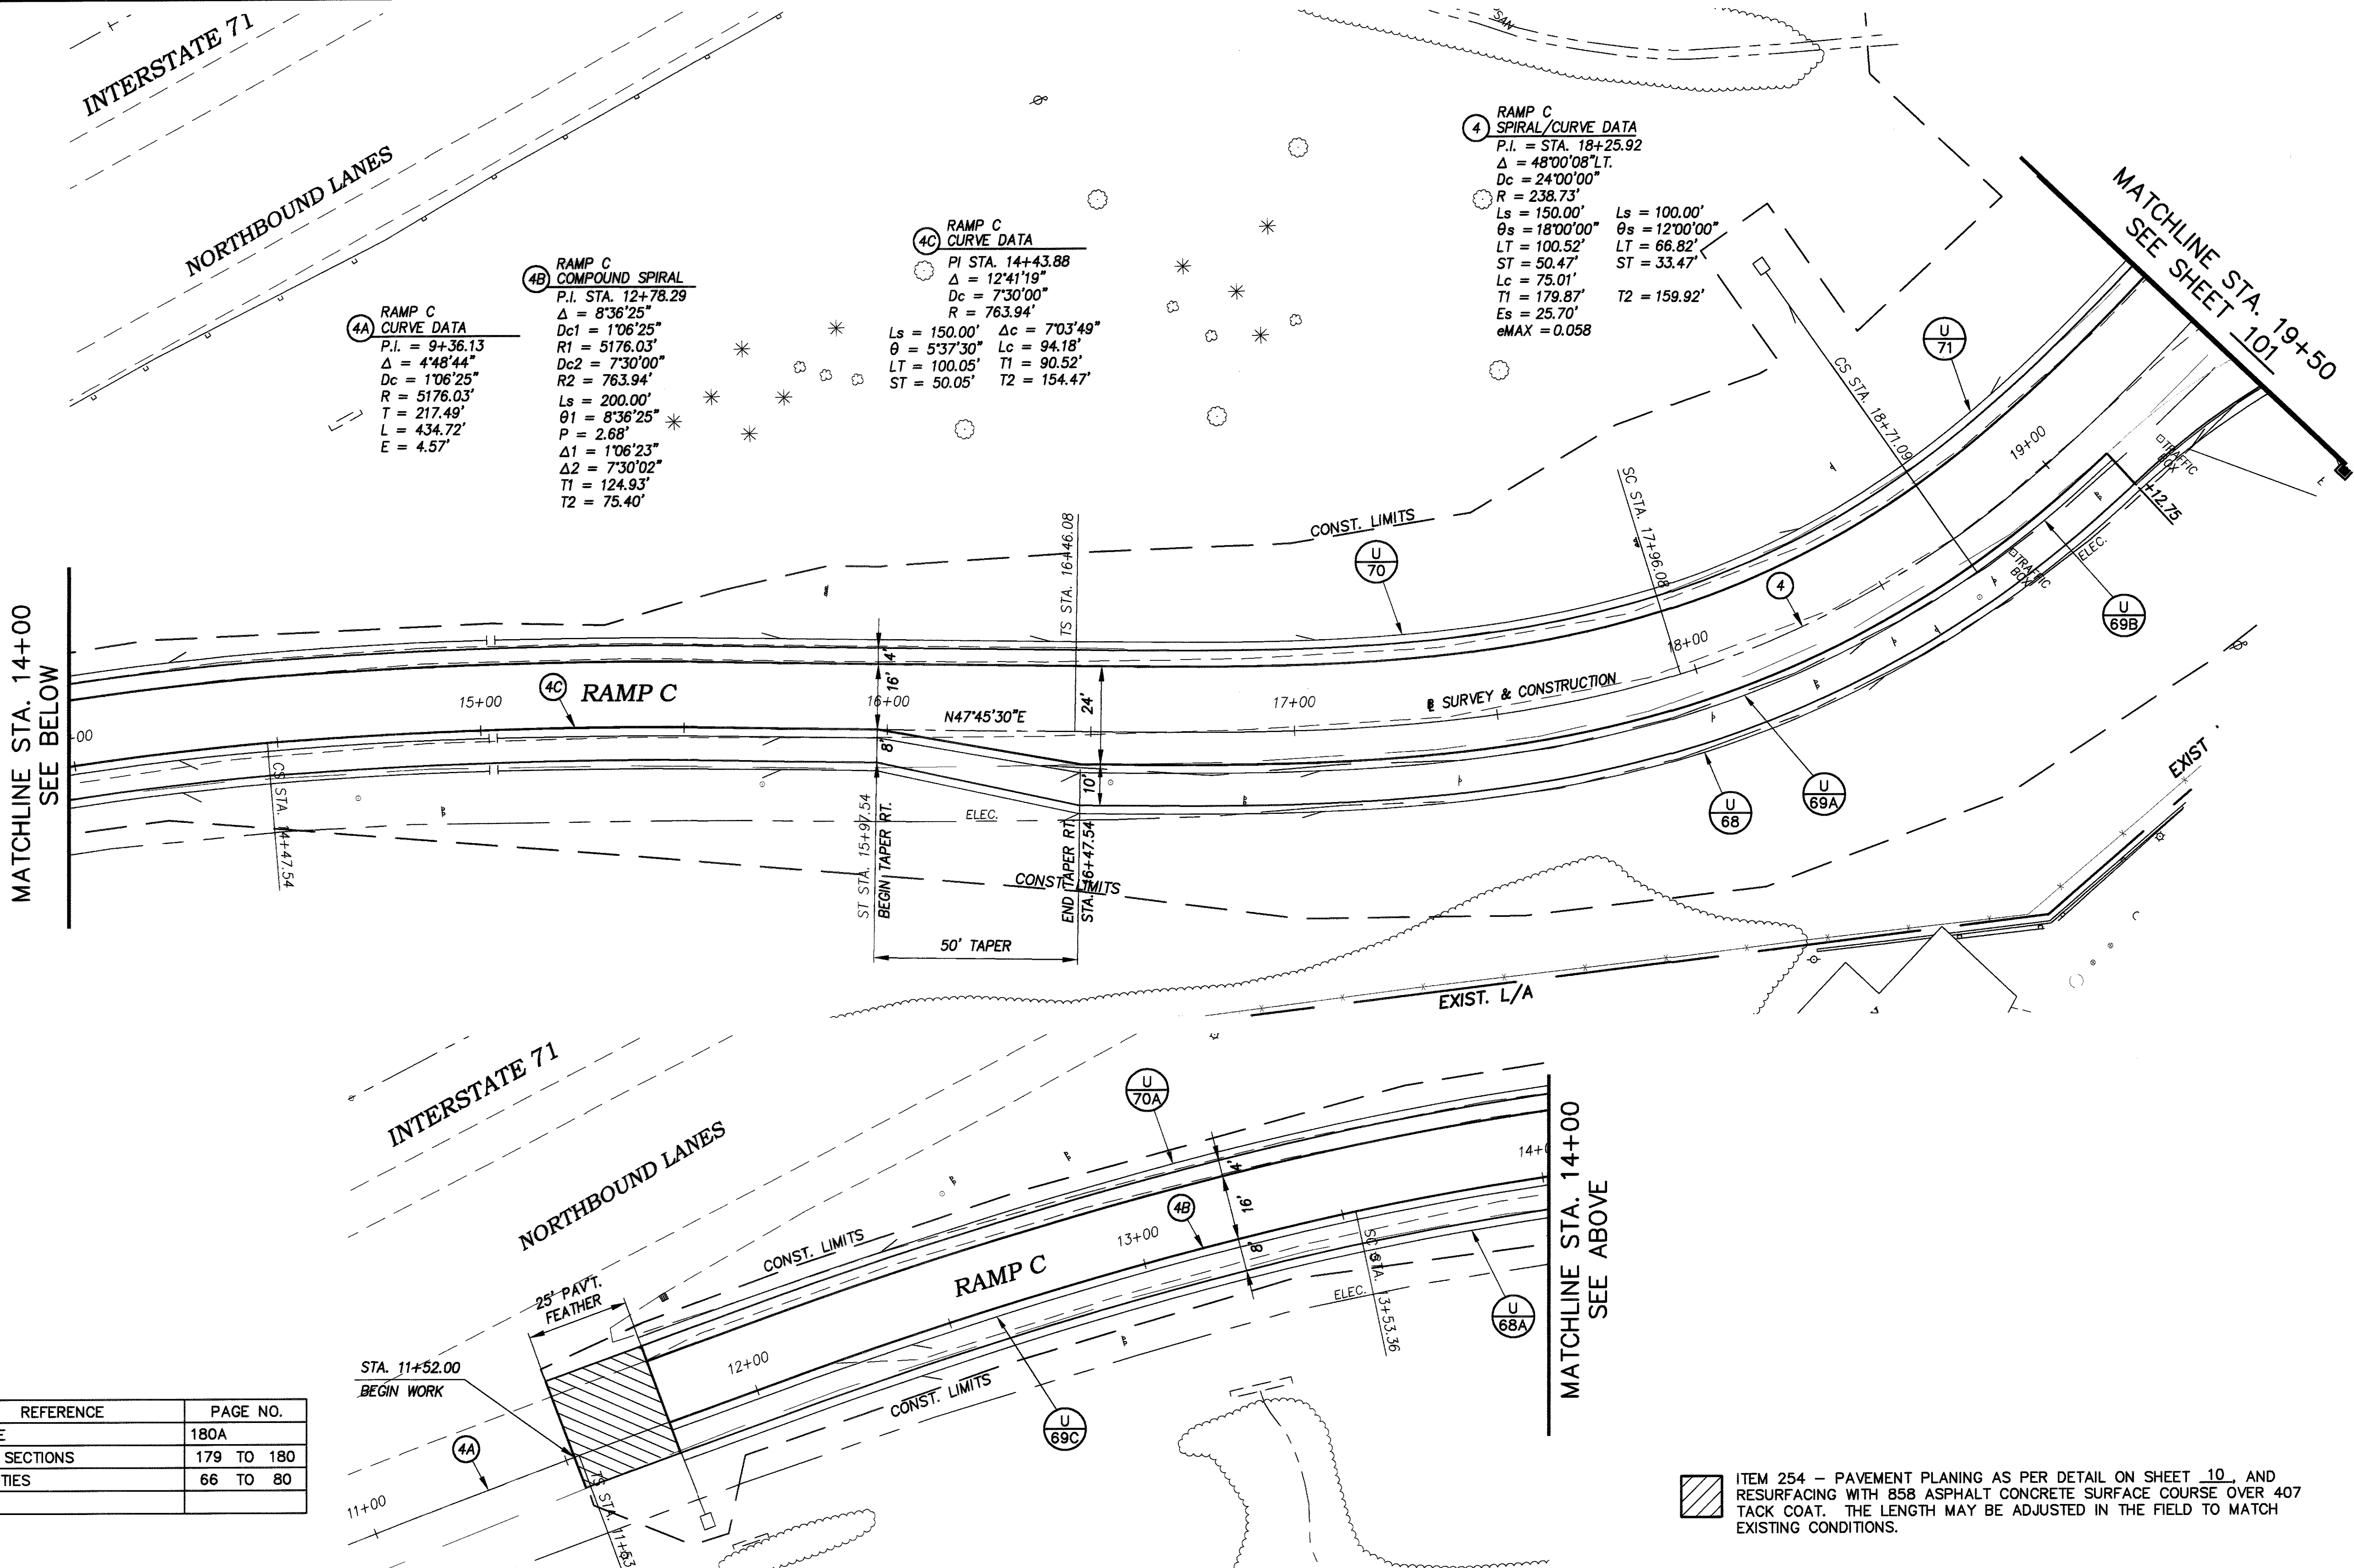 INTERSTATE 71
NORTHBOUND LANES
SAN
4A
RAMP C
CURVE DATA
P.I. = 9+36.13
Δ = 4°48'44"
Dc = 1°06'25"
R = 5176.03'
T = 217.49'
L = 434.72'
E = 4.57'
4B
RAMP C
COMPOUND SPIRAL
P.I. STA. 12+78.29
Δ = 8°36'25"
Dc1 = 1°06'25"
R1 = 5176.03'
Dc2 = 7°30'00"
R2 = 763.94'
Ls = 200.00'
θ1 = 8°36'25"
P = 2.68'
Δ1 = 1°06'23"
Δ2 = 7°30'02"
T1 = 124.93'
T2 = 75.40'
4C
RAMP C
CURVE DATA
PI STA. 14+43.88
Δ = 12°41'19"
Dc = 7°30'00"
R = 763.94'
Ls = 150.00' Δc = 7°03'49"
θ = 5°37'30" Lc = 94.18'
LT = 100.05' T1 = 90.52'
ST = 50.05' T2 = 154.47'
4
RAMP C
SPIRAL/CURVE DATA
P.I. = STA. 18+25.92
Δ = 48°00'08"LT.
Dc = 24°00'00"
R = 238.73'
Ls = 150.00' Ls = 100.00'
θs = 18°00'00" θs = 12°00'00"
LT = 100.52' LT = 66.82'
ST = 50.47' ST = 33.47'
Lc = 75.01'
T1 = 179.87' T2 = 159.92'
Es = 25.70'
eMAX = 0.058
MATCHLINE STA. 19+50
SEE SHEET 101
U
71
CS STA. 18+71.09
19+00
TRAFFIC
BOX
+12.75
ELEC.
TRAFFIC
BOX
U
69B
SC STA. 17+96.08
4
18+00
CONST. LIMITS
U
70
TS STA. 16+46.08
MATCHLINE STA. 14+00
SEE BELOW
00
15+00
4C
RAMP C
4'
16'
16+00
8'
N47°45'30"E
24'
10'
17+00
SURVEY & CONSTRUCTION
CS STA. 14+47.54
ST STA. 15+97.54
BEGIN TAPER RT.
ELEC.
END TAPER RT.
STA. 16+47.54
CONST. LIMITS
50' TAPER
U
68
U
69A
EXIST
EXIST. L/A
INTERSTATE 71
NORTHBOUND LANES
U
70A
CONST. LIMITS
4'
16'
8'
4B
13+00
RAMP C
14+0
MATCHLINE STA. 14+00
SEE ABOVE
SC STA. 13+53.36
ELEC.
U
68A
25' PAV'T.
FEATHER
12+00
STA. 11+52.00
BEGIN WORK
CONST. LIMITS
U
69C
4A
11+00
TS STA. 11+53
REFERENCE PAGE NO.
E 180A
SECTIONS 179 TO 180
TIES 66 TO 80
ITEM 254 – PAVEMENT PLANING AS PER DETAIL ON SHEET 10, AND
RESURFACING WITH 858 ASPHALT CONCRETE SURFACE COURSE OVER 407
TACK COAT. THE LENGTH MAY BE ADJUSTED IN THE FIELD TO MATCH
EXISTING CONDITIONS.